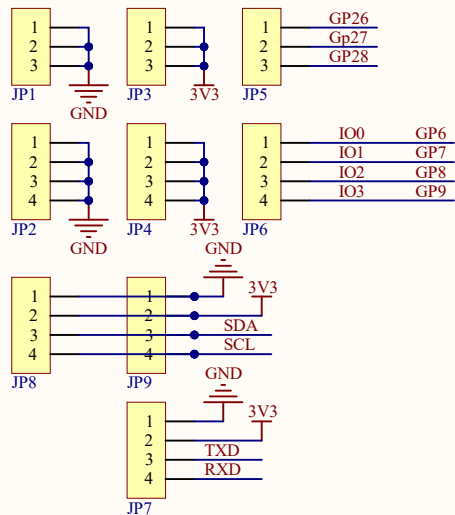 1
2
3
JP1
GND
1
2
3
JP3
3V3
1
2
3
JP5
GP26
Gp27
GP28
1
2
3
4
JP2
GND
1
2
3
4
JP4
3V3
1
2
3
4
JP6
IO0 GP6
IO1 GP7
IO2 GP8
IO3 GP9
1
2
3
4
JP8
1
2
3
4
JP9
GND
3V3
SDA
SCL
1
2
3
4
JP7
GND
3V3
TXD
RXD